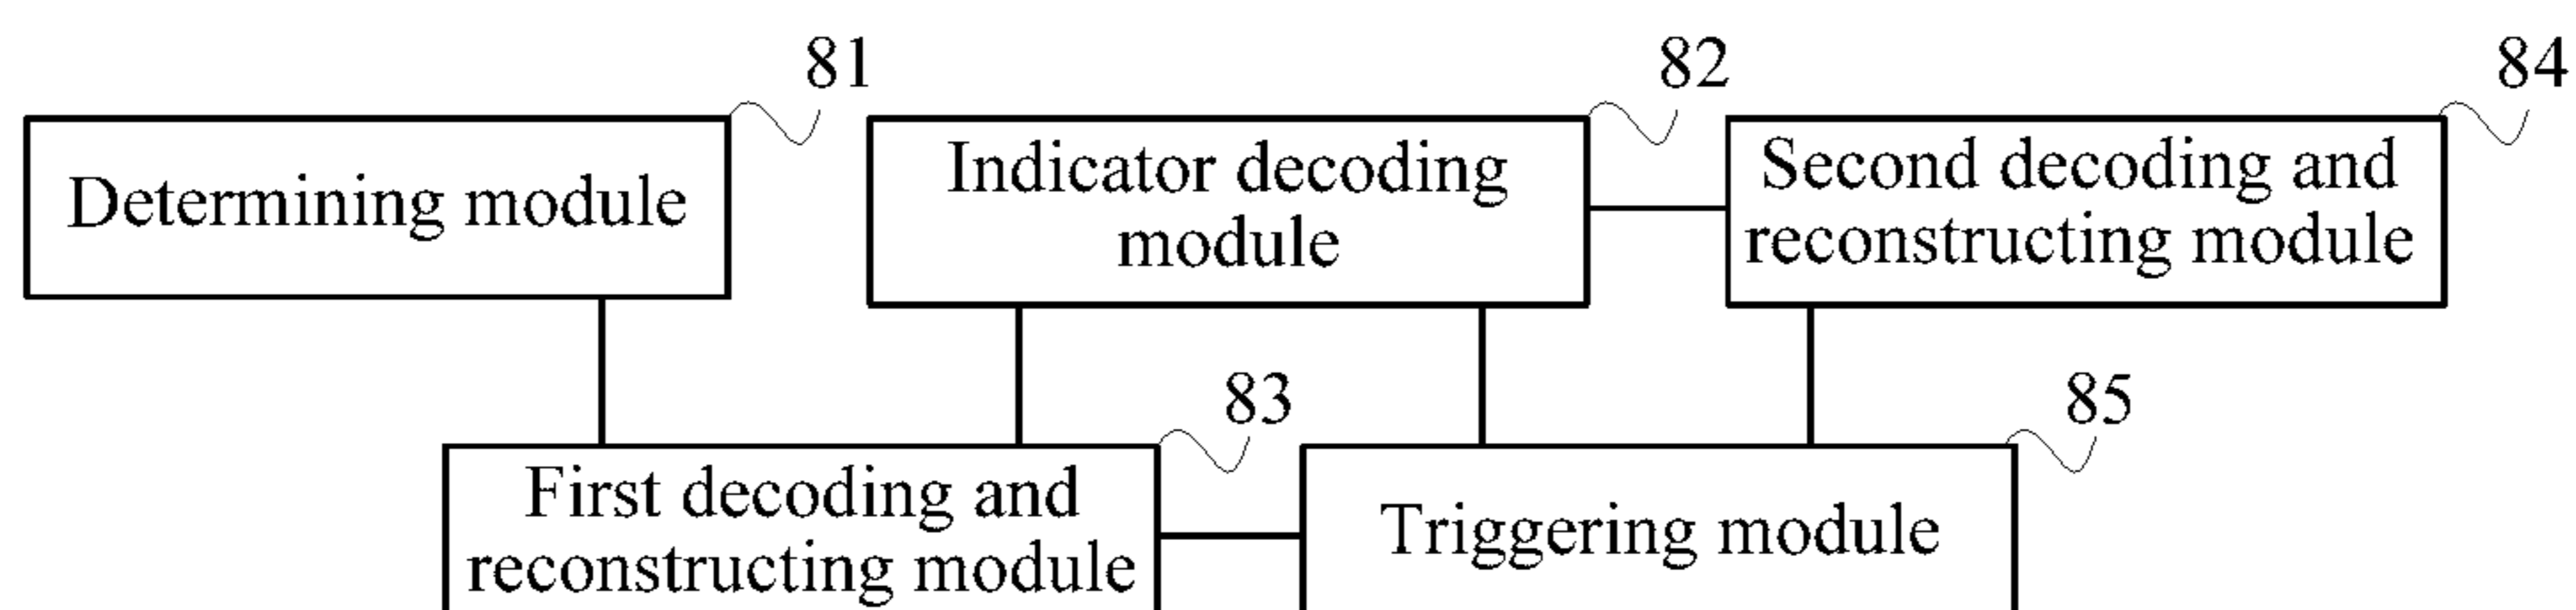 81
82
84
Determining module
Indicator decoding
module
Second decoding and
reconstructing module
83
85
First decoding and
reconstructing module
Triggering module